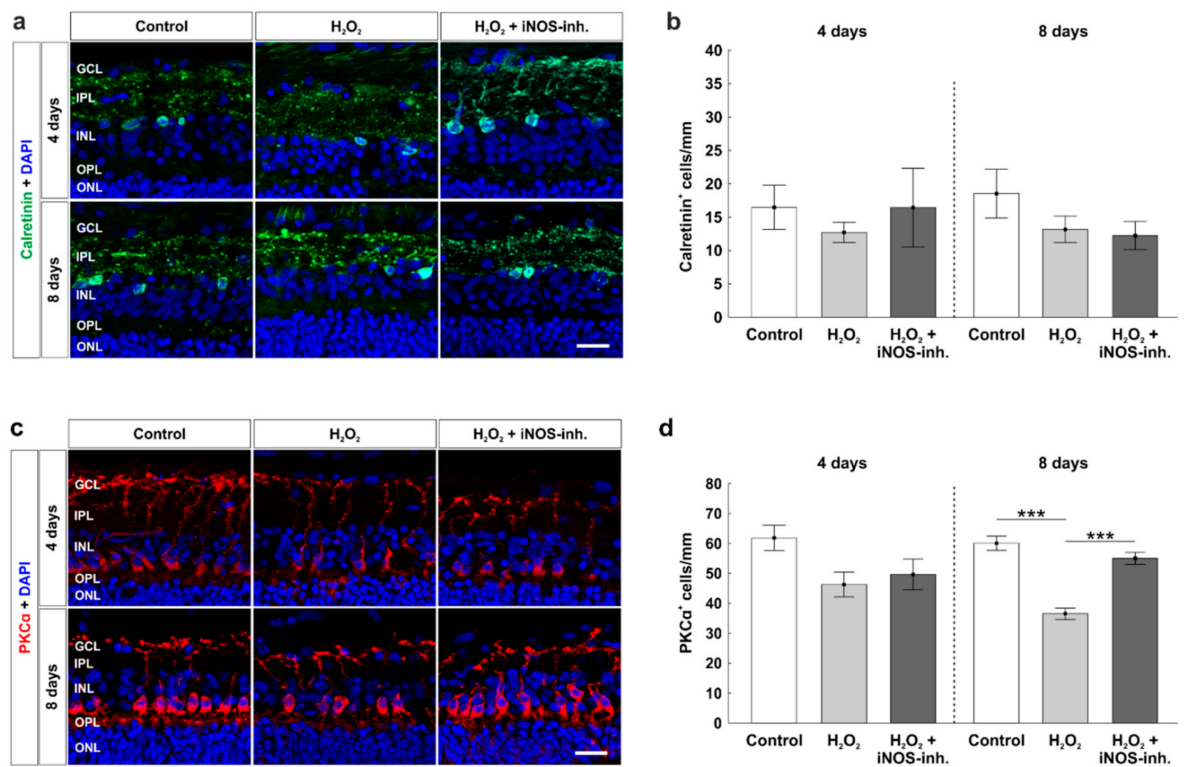 a
Control
H₂O₂
H₂O₂ + iNOS-inh.
Calretinin + DAPI
4 days
GCL
IPL
INL
OPL
ONL
8 days
GCL
IPL
INL
OPL
ONL
b
4 days
8 days
Calretinin⁺ cells/mm
40
35
30
25
20
15
10
5
0
Control
H₂O₂
H₂O₂ +
iNOS-inh.
Control
H₂O₂
H₂O₂ +
iNOS-inh.
c
Control
H₂O₂
H₂O₂ + iNOS-inh.
PKCα + DAPI
4 days
GCL
IPL
INL
OPL
ONL
8 days
GCL
IPL
INL
OPL
ONL
d
4 days
8 days
PKCα⁺ cells/mm
80
70
60
50
40
30
20
10
0
***
***
Control
H₂O₂
H₂O₂ +
iNOS-inh.
Control
H₂O₂
H₂O₂ +
iNOS-inh.